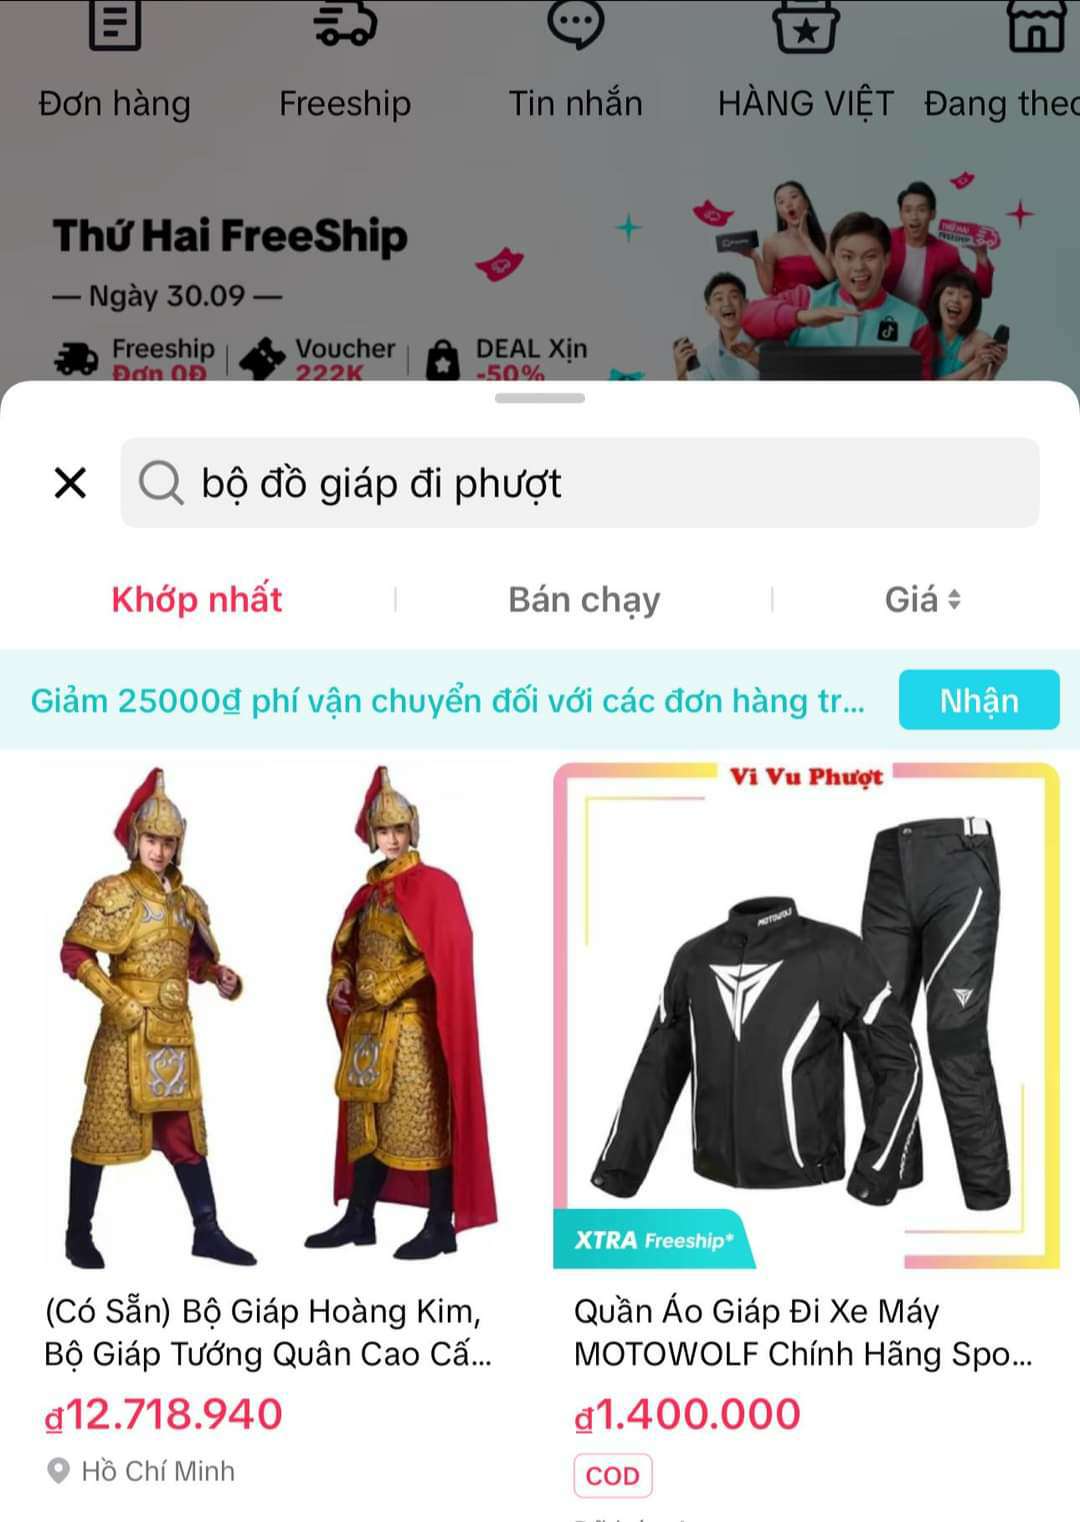 Đơn hàng
Freeship
Tin nhắn
HÀNG VIỆT
Đang theo
Thứ Hai FreeShip
— Ngày 30.09 —
Freeship
Đơn 0Đ
Voucher
222K
DEAL Xịn
-50%
bộ đồ giáp đi phượt
Khớp nhất
Bán chạy
Giá
Giảm 25000₫ phí vận chuyển đối với các đơn hàng tr...
Nhận
Vi Vu Phượt
MOTOWOLF
XTRA Freeship*
(Có Sẵn) Bộ Giáp Hoàng Kim,
Bộ Giáp Tướng Quân Cao Cấ...
₫12.718.940
Hồ Chí Minh
Quần Áo Giáp Đi Xe Máy
MOTOWOLF Chính Hãng Spo...
₫1.400.000
COD